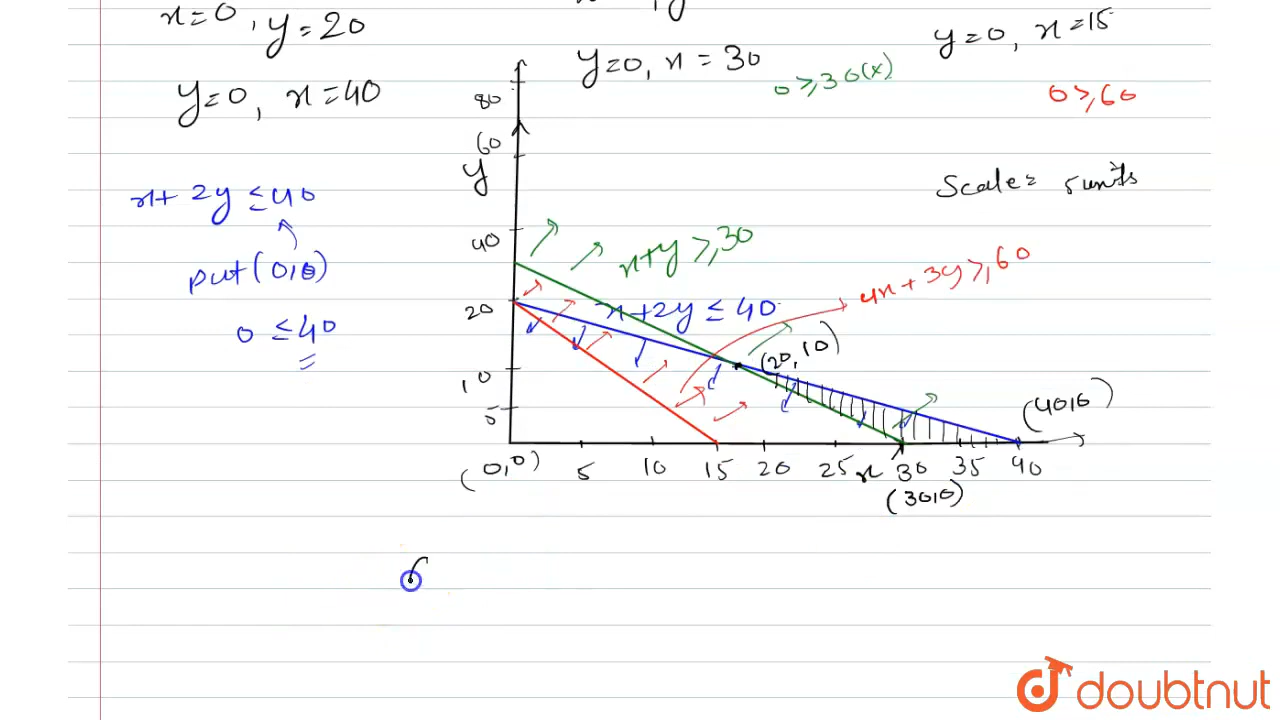 x=0, y=20
y=0, x=40
y=0, x=30
0≥30(x)
y=0, x=15
0≥60
x+2y≤40
put(0,0)
0≤40
Scale= 5 units
80
60
y
40
20
10
5
x+y≥30
x+2y≤40
4x+3y≥60
(20,10)
(40,0)
(0,0)
5
10
15
20
25
x
30
35
40
(30,0)
doubtnut